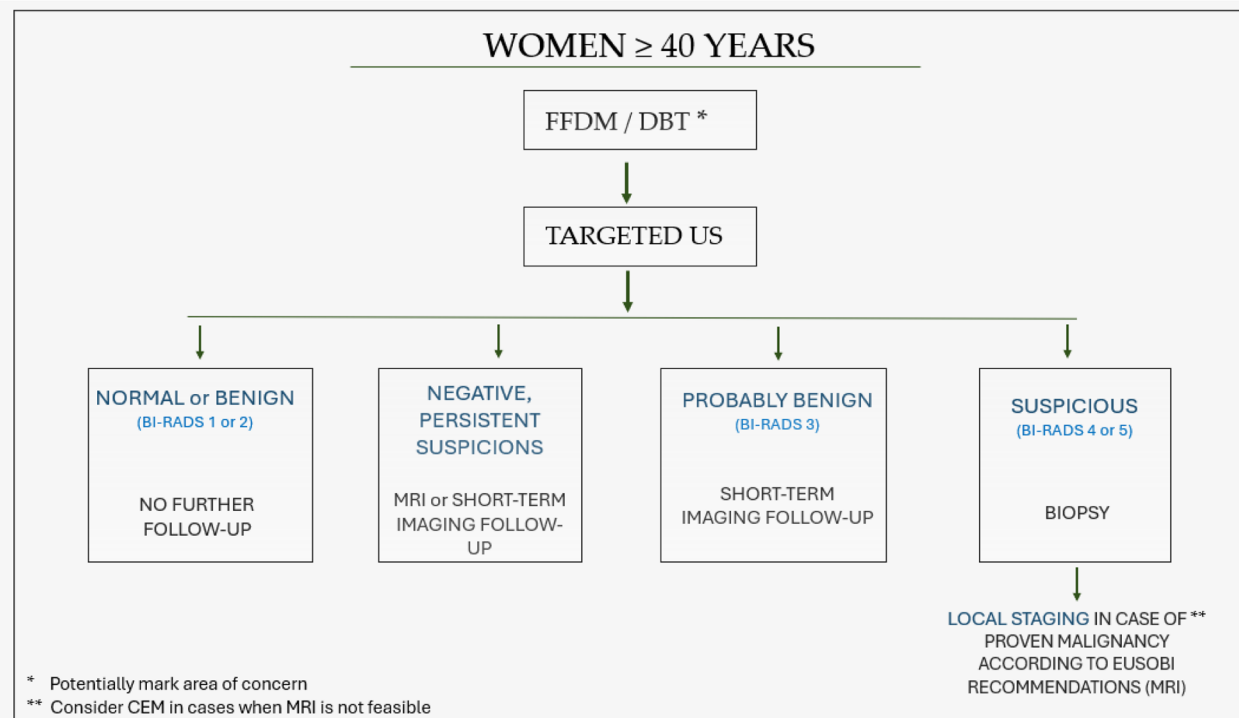 WOMEN ≥ 40 YEARS
FFDM / DBT *
TARGETED US
NORMAL or BENIGN
(BI-RADS 1 or 2)
NO FURTHER
FOLLOW-UP
NEGATIVE,
PERSISTENT
SUSPICIONS
MRI or SHORT-TERM
IMAGING FOLLOW-
UP
PROBABLY BENIGN
(BI-RADS 3)
SHORT-TERM
IMAGING FOLLOW-UP
SUSPICIOUS
(BI-RADS 4 or 5)
BIOPSY
LOCAL STAGING IN CASE OF **
PROVEN MALIGNANCY
ACCORDING TO EUSOBI
RECOMMENDATIONS (MRI)
* Potentially mark area of concern
** Consider CEM in cases when MRI is not feasible